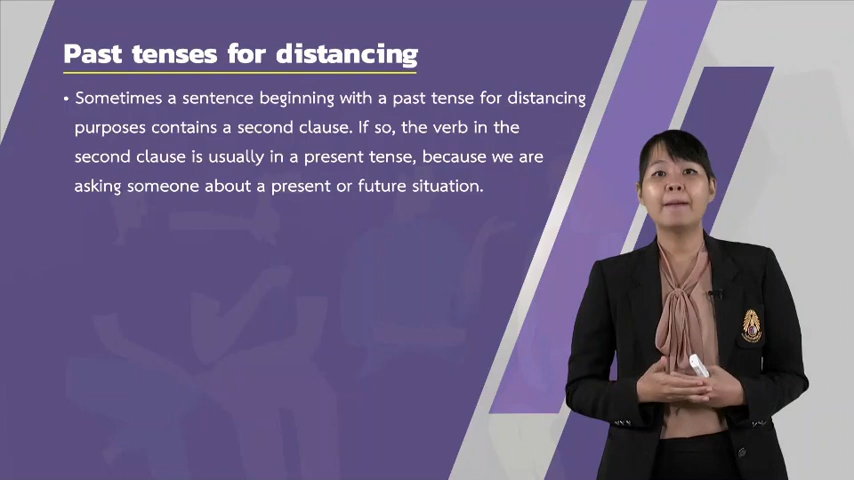 Past tenses for distancing
• Sometimes a sentence beginning with a past tense for distancing
purposes contains a second clause. If so, the verb in the
second clause is usually in a present tense, because we are
asking someone about a present or future situation.